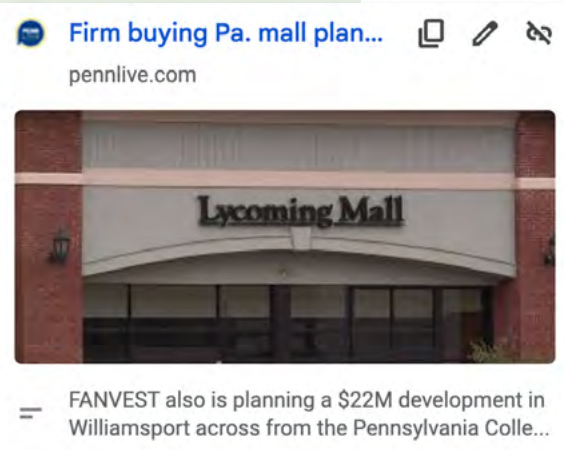 Firm buying Pa. mall plan...
pennlive.com
Lycoming Mall
FANVEST also is planning a $22M development in
Williamsport across from the Pennsylvania Colle...